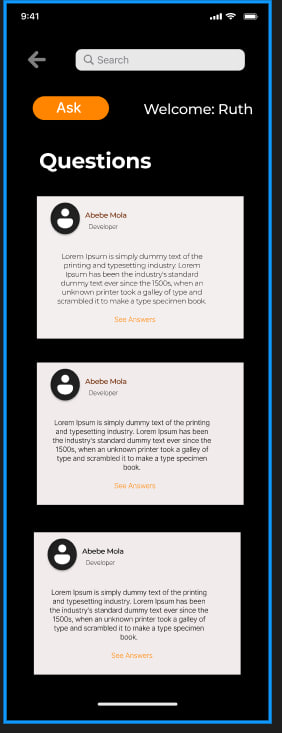 9:41
Search
Ask
Welcome: Ruth
Questions
Abebe Mola
Developer
Lorem Ipsum is simply dummy text of the
printing and typesetting industry. Lorem
Ipsum has been the industry's standard
dummy text ever since the 1500s, when an
unknown printer took a galley of type and
scrambled it to make a type specimen book.
See Answers
Abebe Mola
Developer
Lorem Ipsum is simply dummy text of the printing
and typesetting industry. Lorem Ipsum has been
the industry's standard dummy text ever since the
1500s, when an unknown printer took a galley of
type and scrambled it to make a type specimen
book.
See Answers
Abebe Mola
Developer
Lorem Ipsum is simply dummy text of the printing
and typesetting industry. Lorem Ipsum has been
the industry's standard dummy text ever since the
1500s, when an unknown printer took a galley of
type and scrambled it to make a type specimen
book.
See Answers